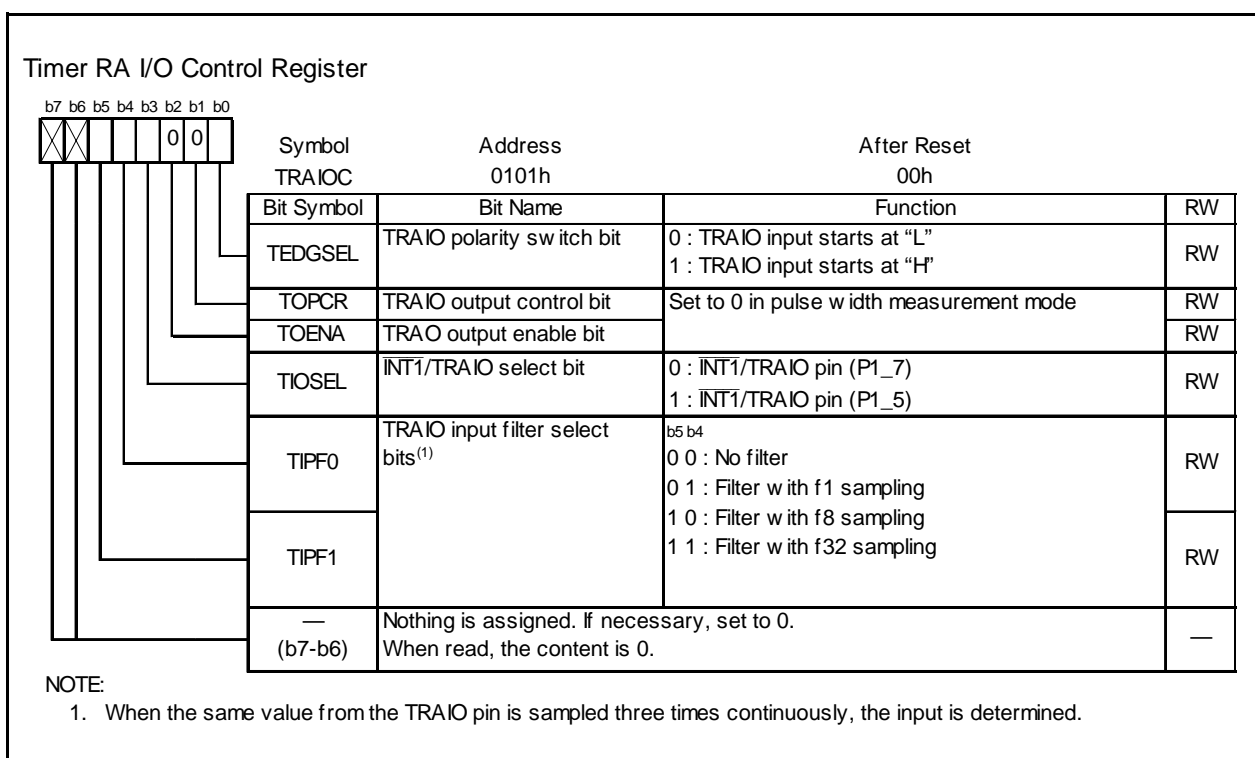 Timer RA I/O Control Register
b7 b6 b5 b4 b3 b2 b1 b0
0 0
Symbol Address After Reset
TRAIOC 0101h 00h
Bit Symbol Bit Name Function RW
TEDGSEL TRAIO polarity switch bit 0 : TRAIO input starts at “L” RW
1 : TRAIO input starts at “H”
TOPCR TRAIO output control bit Set to 0 in pulse width measurement mode RW
TOENA TRAO output enable bit RW
TIOSEL INT1/TRAIO select bit 0 : INT1/TRAIO pin (P1_7) RW
1 : INT1/TRAIO pin (P1_5)
TIPF0 TRAIO input filter select bits(1) b5 b4 RW
0 0 : No filter
0 1 : Filter with f1 sampling
1 0 : Filter with f8 sampling
TIPF1 1 1 : Filter with f32 sampling RW
— Nothing is assigned. If necessary, set to 0. —
(b7-b6) When read, the content is 0.
NOTE:
1. When the same value from the TRAIO pin is sampled three times continuously, the input is determined.